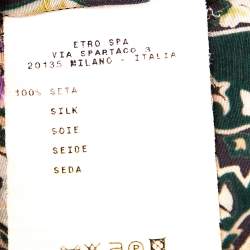 ETRO SPA
VIA SPARTACO 3
20135 MILANO - ITALIA
100% SETA
SILK
SOIE
SEIDE
SEDA